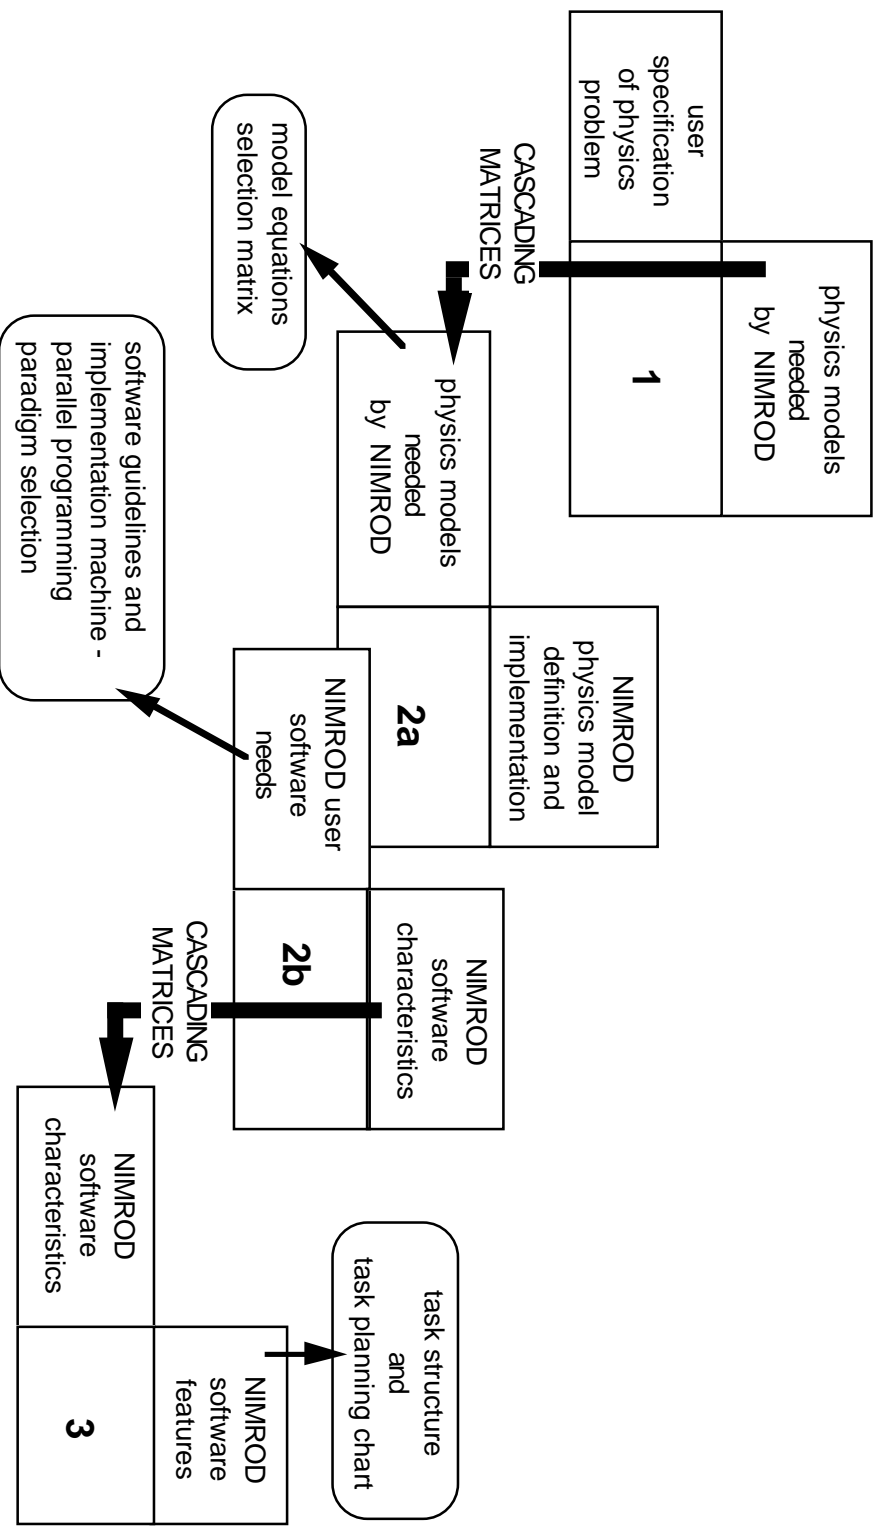 user
specification
of physics
problem
physics models
needed
by NIMROD
1
CASCADING
MATRICES
model equations
selection matrix
physics models
needed
by NIMROD
NIMROD
physics model
definition and
implementation
2a
software guidelines and
implementation machine -
parallel programming
paradigm selection
NIMROD user
software
needs
NIMROD
software
characteristics
2b
CASCADING
MATRICES
NIMROD
software
characteristics
task structure
and
task planning chart
NIMROD
software
features
3